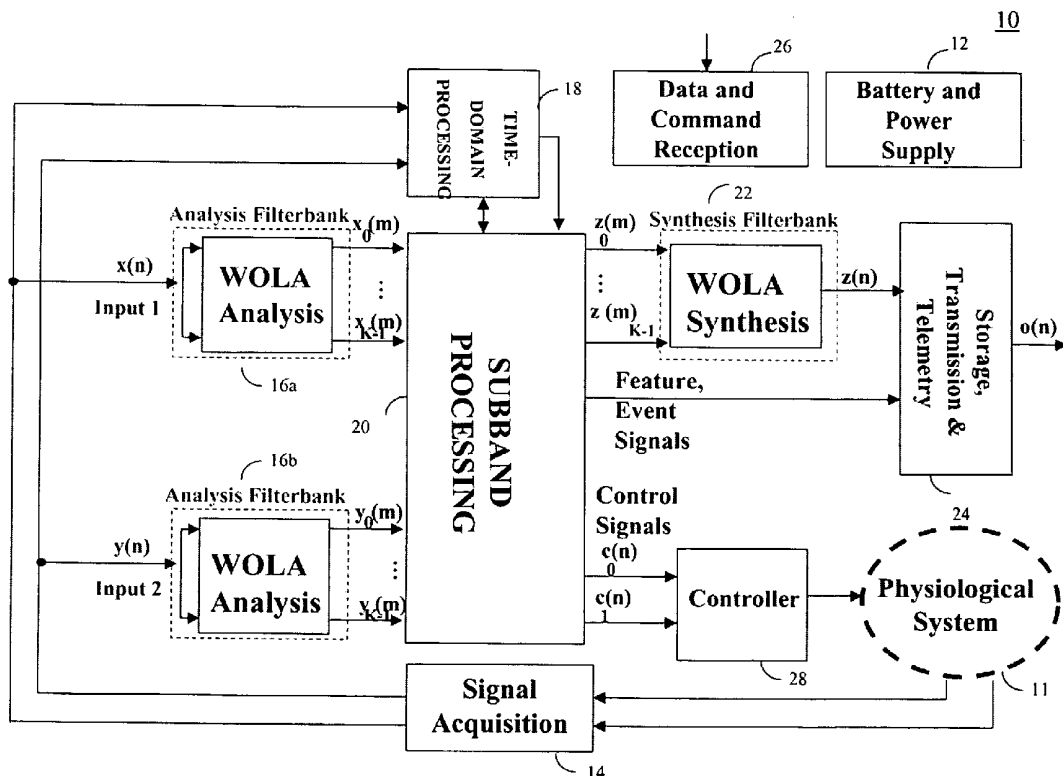 10
26
12
18
TIME-
DOMAIN
PROCESSING
Data and
Command
Reception
Battery and
Power
Supply
22
Analysis Filterbank
x0(m)
z(m)
0
Synthesis Filterbank
x(n)
Input 1
WOLA
Analysis
...
x (m)
K-1
16a
...
z (m)
K-1
WOLA
Synthesis
z(n)
Storage,
Transmission &
Telemetry
o(n)
SUBBAND
PROCESSING
20
Feature,
Event
Signals
16b
Analysis Filterbank
y0(m)
Control
Signals
24
y(n)
Input 2
WOLA
Analysis
...
y (m)
K-1
c(n)
0
c(n)
1
Controller
28
Physiological
System
11
Signal
Acquisition
14